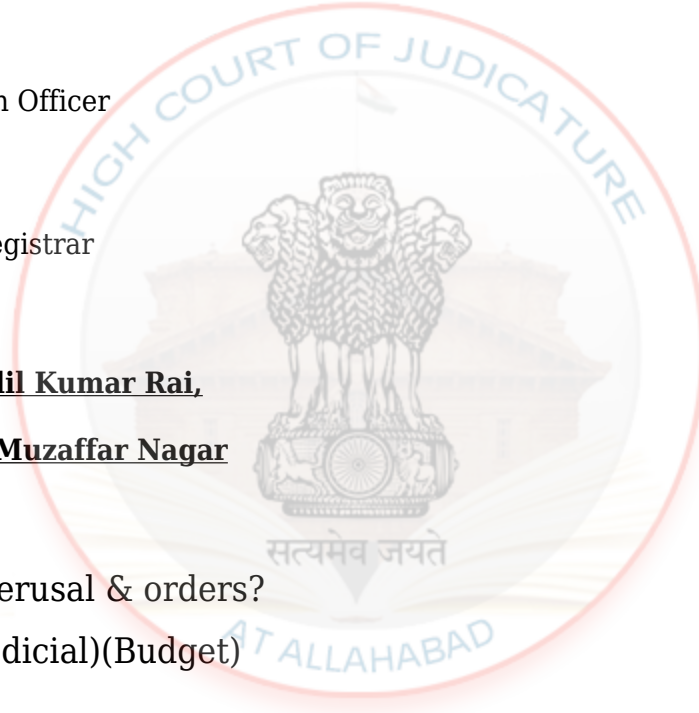 HIGH COURT OF JUDICATURE
n Officer
egistrar
lil Kumar Rai,
Muzaffar Nagar
सत्यमेव जयते
erusal & orders?
dicial)(Budget)
AT ALLAHABAD